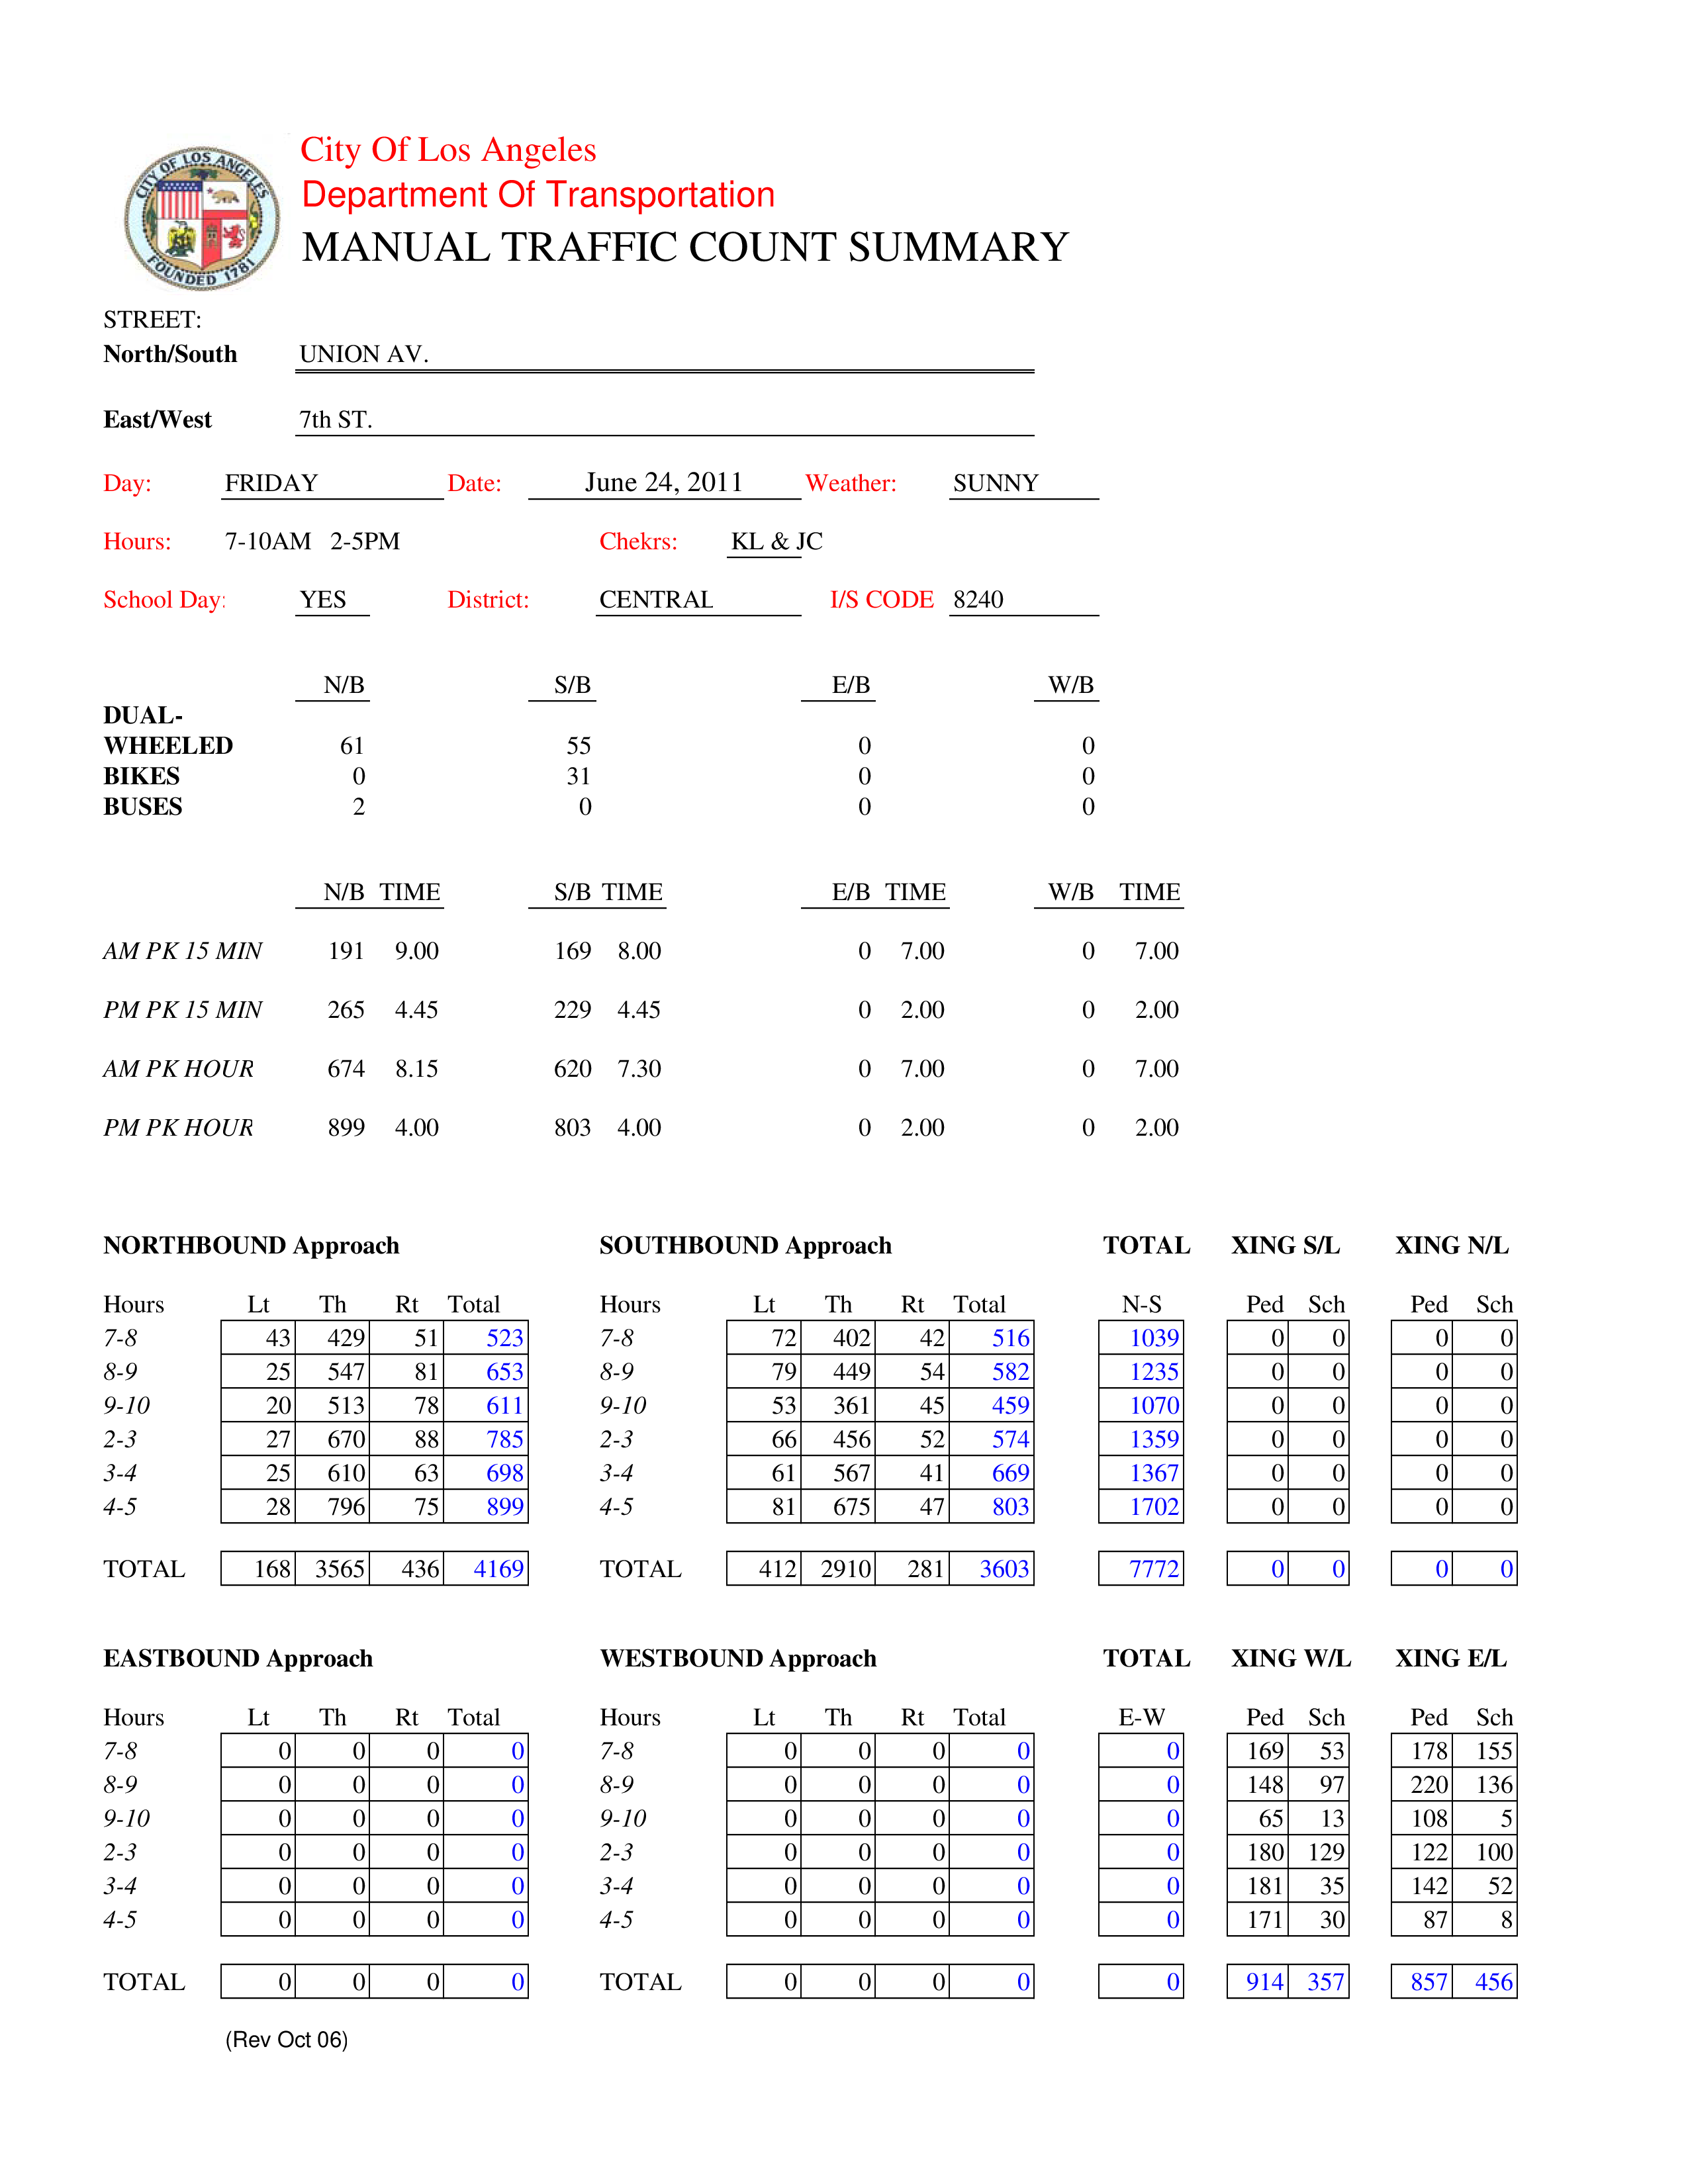 CITY OF LOS ANGELES
FOUNDED 1781
City Of Los Angeles
Department Of Transportation
MANUAL TRAFFIC COUNT SUMMARY
STREET:
North/South UNION AV.
East/West 7th ST.
Day: FRIDAY Date: June 24, 2011 Weather: SUNNY
Hours: 7-10AM 2-5PM Chekrs: KL & JC
School Day: YES District: CENTRAL I/S CODE 8240
N/B S/B E/B W/B
DUAL-
WHEELED 61 55 0 0
BIKES 0 31 0 0
BUSES 2 0 0 0
N/B TIME S/B TIME E/B TIME W/B TIME
AM PK 15 MIN 191 9.00 169 8.00 0 7.00 0 7.00
PM PK 15 MIN 265 4.45 229 4.45 0 2.00 0 2.00
AM PK HOUR 674 8.15 620 7.30 0 7.00 0 7.00
PM PK HOUR 899 4.00 803 4.00 0 2.00 0 2.00
NORTHBOUND Approach SOUTHBOUND Approach TOTAL XING S/L XING N/L
Hours Lt Th Rt Total Hours Lt Th Rt Total N-S Ped Sch Ped Sch
7-8 43 429 51 523 7-8 72 402 42 516 1039 0 0 0 0
8-9 25 547 81 653 8-9 79 449 54 582 1235 0 0 0 0
9-10 20 513 78 611 9-10 53 361 45 459 1070 0 0 0 0
2-3 27 670 88 785 2-3 66 456 52 574 1359 0 0 0 0
3-4 25 610 63 698 3-4 61 567 41 669 1367 0 0 0 0
4-5 28 796 75 899 4-5 81 675 47 803 1702 0 0 0 0
TOTAL 168 3565 436 4169 TOTAL 412 2910 281 3603 7772 0 0 0 0
EASTBOUND Approach WESTBOUND Approach TOTAL XING W/L XING E/L
Hours Lt Th Rt Total Hours Lt Th Rt Total E-W Ped Sch Ped Sch
7-8 0 0 0 0 7-8 0 0 0 0 0 169 53 178 155
8-9 0 0 0 0 8-9 0 0 0 0 0 148 97 220 136
9-10 0 0 0 0 9-10 0 0 0 0 0 65 13 108 5
2-3 0 0 0 0 2-3 0 0 0 0 0 180 129 122 100
3-4 0 0 0 0 3-4 0 0 0 0 0 181 35 142 52
4-5 0 0 0 0 4-5 0 0 0 0 0 171 30 87 8
TOTAL 0 0 0 0 TOTAL 0 0 0 0 0 914 357 857 456
(Rev Oct 06)